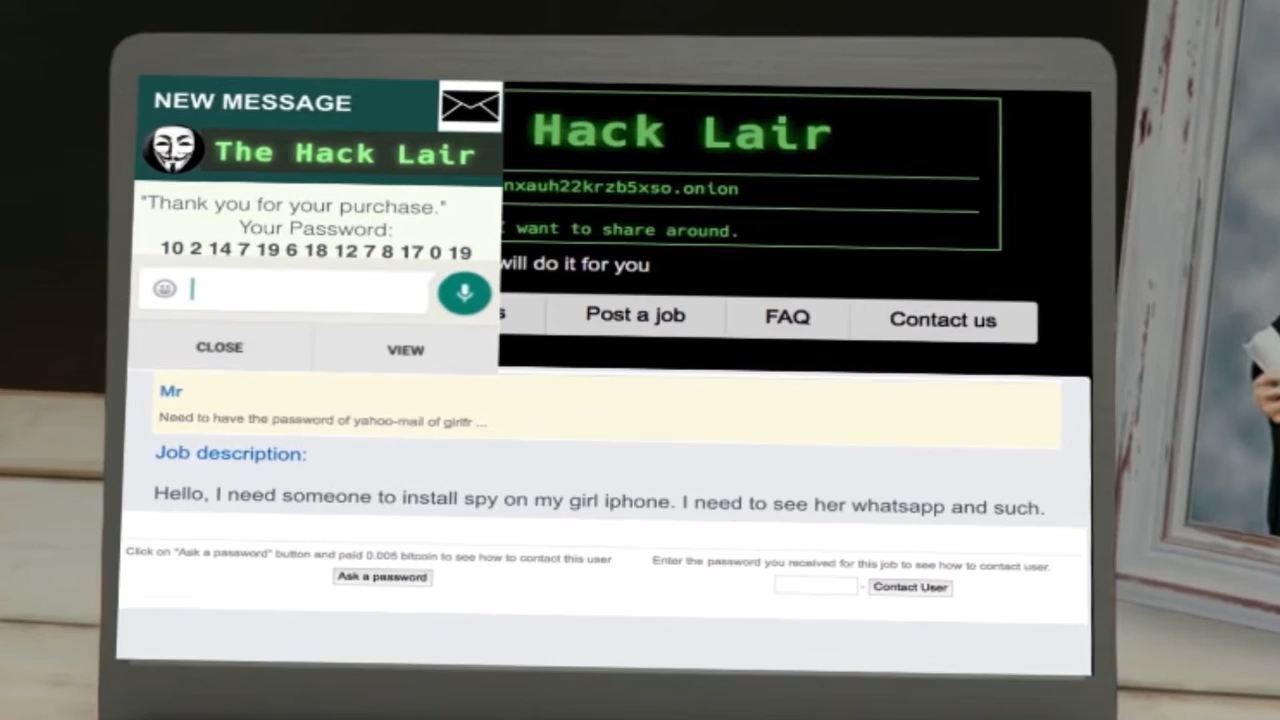 NEW MESSAGE
The Hack Lair
"Thank you for your purchase."
Your Password:
10 2 14 7 19 6 18 12 7 8 17 0 19
CLOSE
VIEW
Hack Lair
nxauh22krzb5xso.onion
want to share around.
will do it for you
s
Post a job
FAQ
Contact us
Mr
Need to have the password of yahoo-mail of girlfr ...
Job description:
Hello, I need someone to install spy on my girl iphone. I need to see her whatsapp and such.
Click on "Ask a password" button and paid 0.005 bitcoin to see how to contact this user
Ask a password
Enter the password you received for this job to see how to contact user.
- Contact User